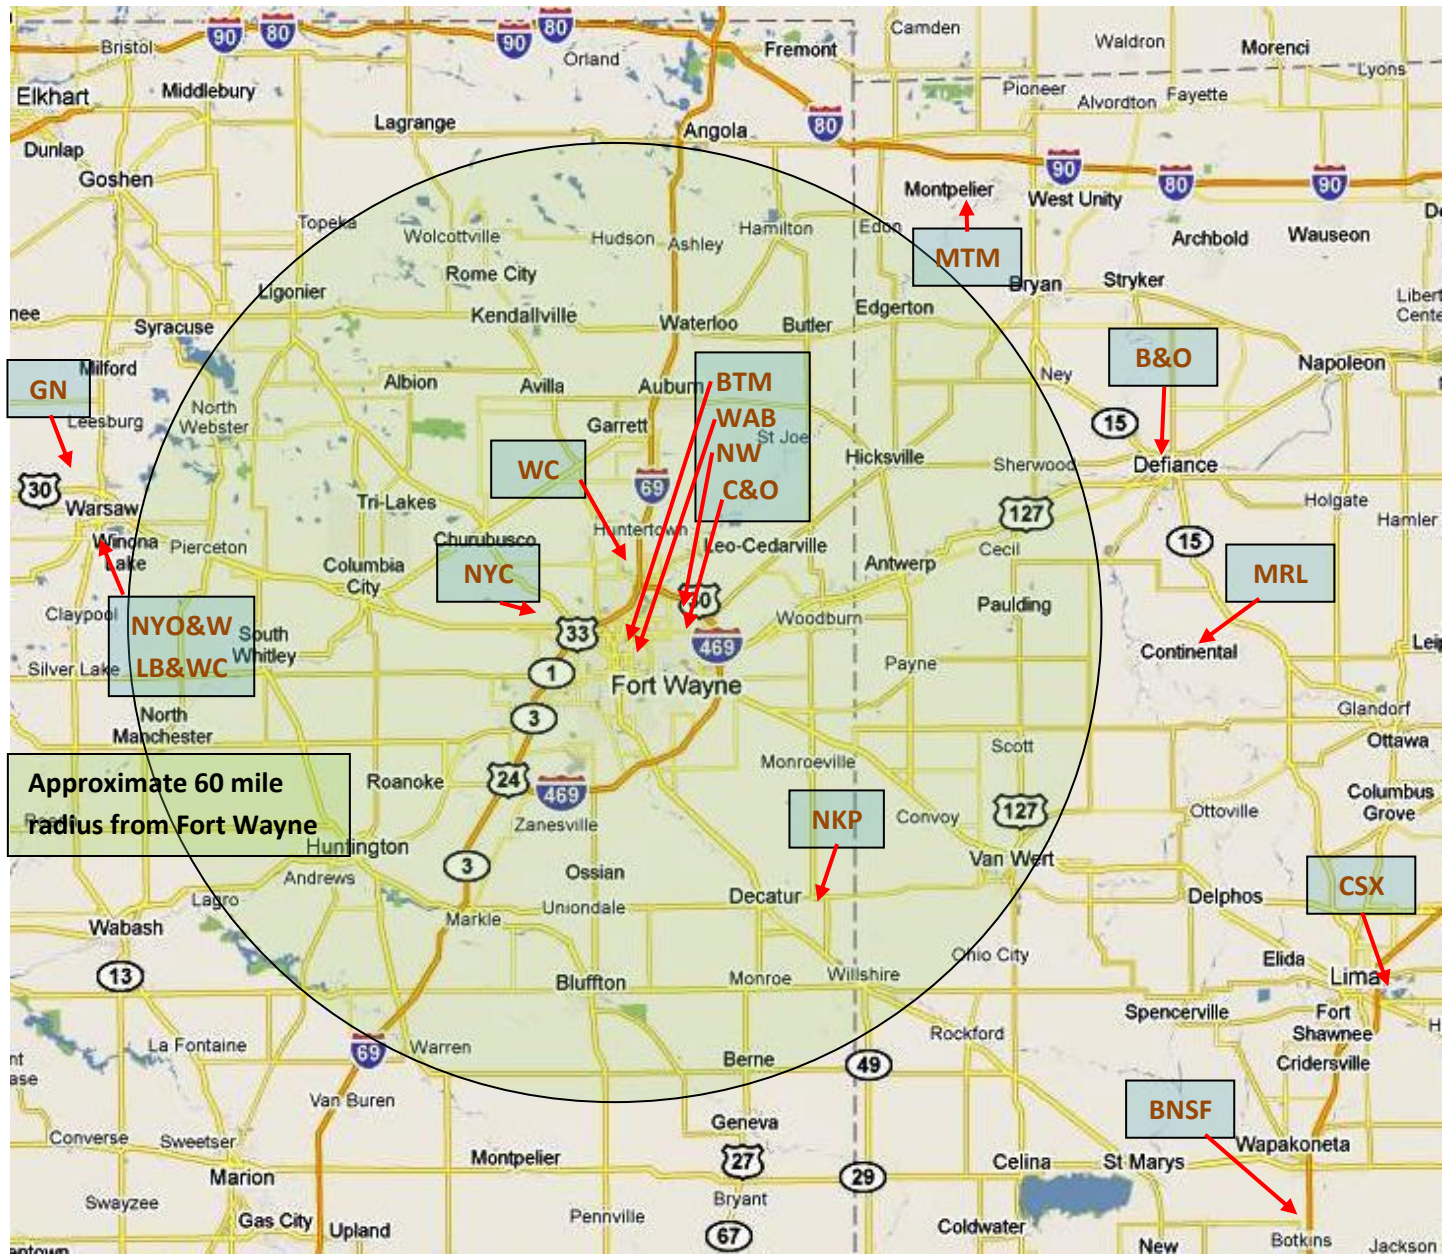 Camden
Bristol
90
80
90
80
Orland
Fremont
Waldron
Morenci
Lyons
Elkhart
Middlebury
Pioneer
Alvordton
Fayette
Lagrange
Angola
80
Dunlap
Goshen
90
80
90
Montpelier
West Unity
Topeka
Wolcottville
Hudson
Ashley
Hamilton
Edon
MTM
Archbold
Wauseon
Rome City
Ligonier
Bryan
Stryker
Kendallville
Waterloo
Butler
Edgerton
Syracuse
B&O
Napoleon
Milford
GN
Albion
Avilla
Auburn
BTM
Ney
North
Webster
Leesburg
WAB
15
Garrett
St Joe
NW
WC
Hicksville
Sherwood
Defiance
30
Tri-Lakes
69
C&O
Holgate
Warsaw
127
Hamler
Huntertown
Winona
Lake
Pierceton
Churubusco
Leo-Cedarville
Cecil
15
Columbia
City
NYC
Antwerp
MRL
30
Claypool
NYO&W
Woodburn
Paulding
33
South
Whitley
469
Continental
Silver Lake
LB&WC
1
Payne
Fort Wayne
3
North
Manchester
Glandorf
Scott
Ottawa
Approximate 60 mile
radius from Fort Wayne
Roanoke
24
469
Monroeville
127
Columbus
Grove
Ottoville
NKP
Convoy
Zanesville
Huntington
3
Van Wert
Andrews
Ossian
CSX
Lagro
Uniondale
Decatur
Delphos
Wabash
Markle
Ohio City
Elida
13
Bluffton
Monroe
Willshire
Lima
Spencerville
Fort
Shawnee
Rockford
La Fontaine
69
Warren
Berne
49
Cridersville
Van Buren
BNSF
Geneva
Converse
Sweetser
Montpelier
27
Wapakoneta
Marion
29
Celina
St Marys
Swayzee
Bryant
Gas City
Upland
Pennville
67
Coldwater
New
Botkins
Jackson